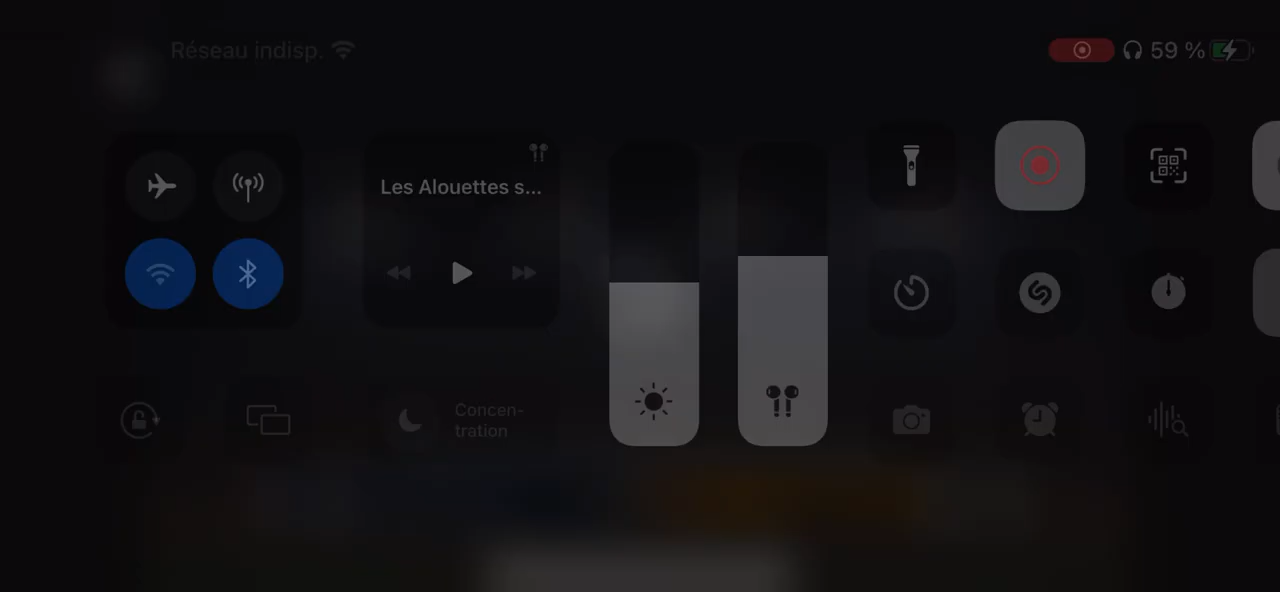 Réseau indisp.
59 %
Les Alouettes s...
Concen-
tration